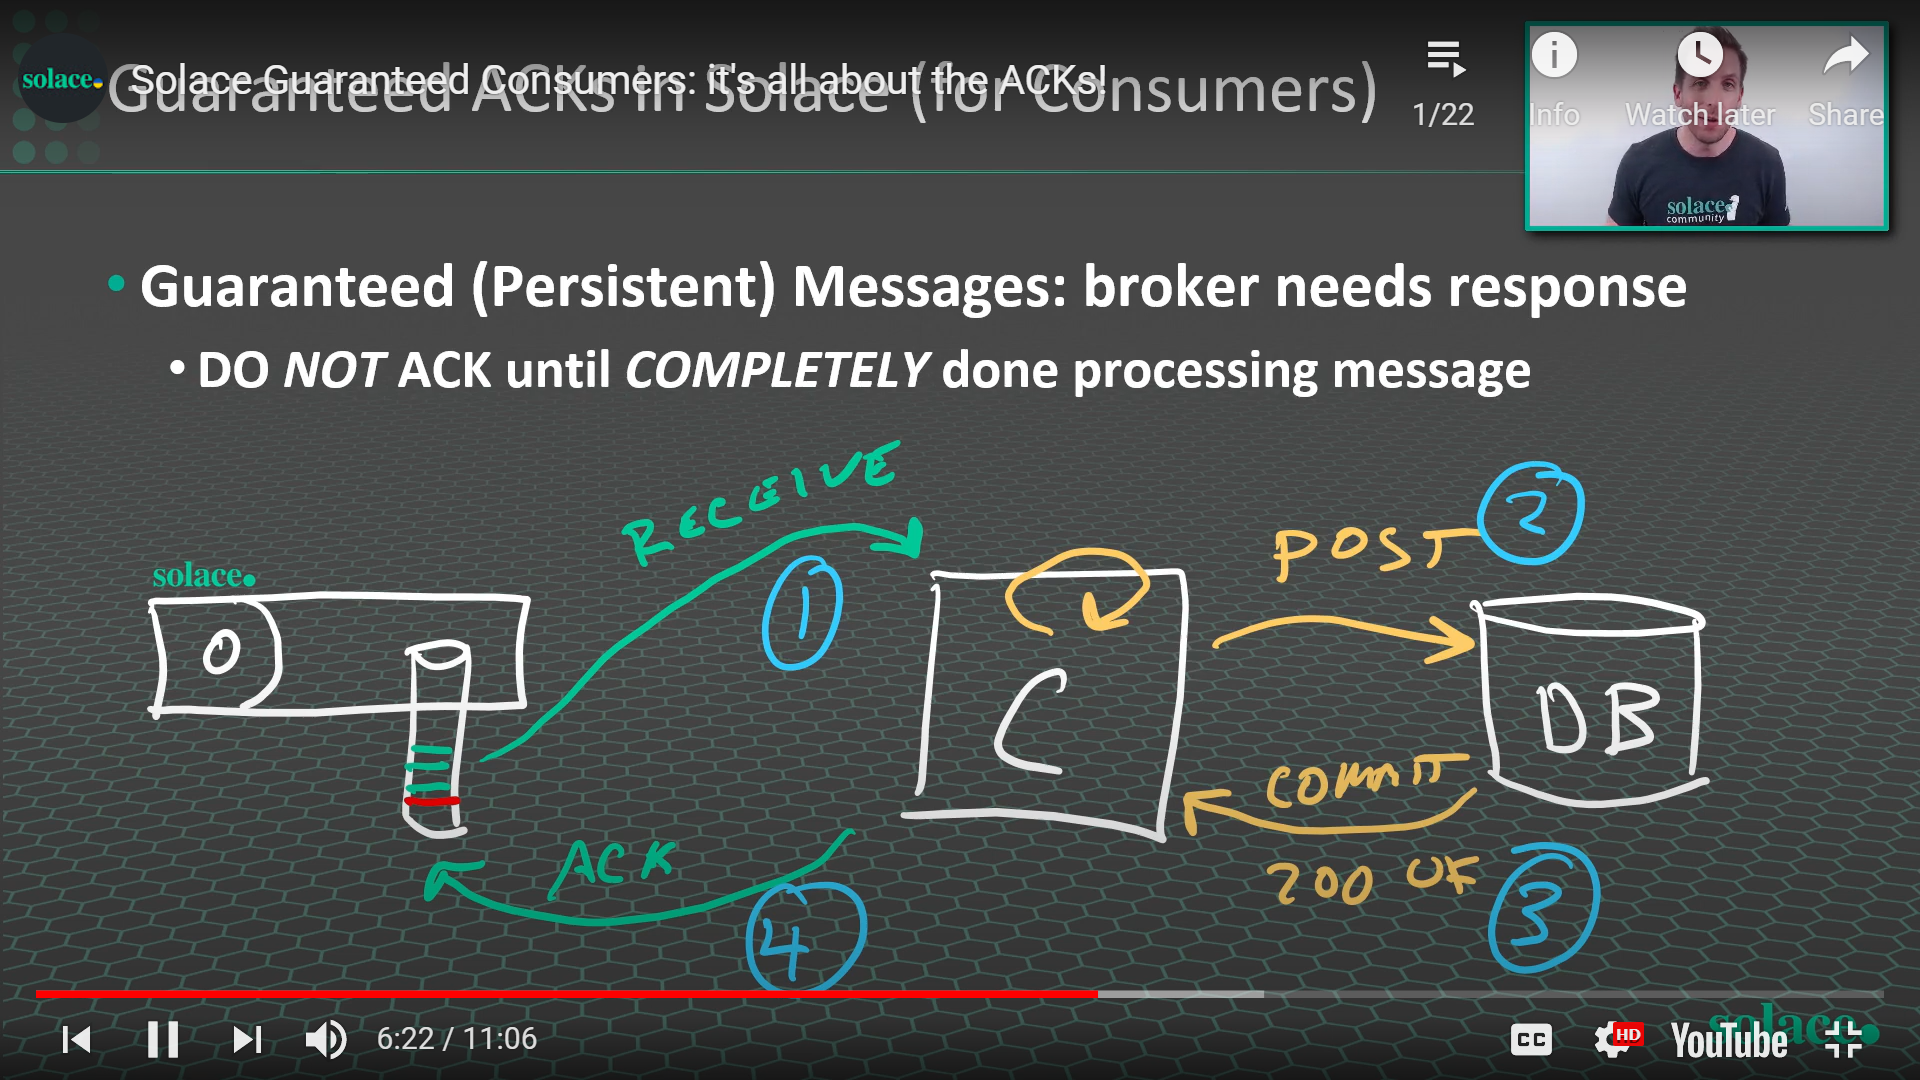 solace.
Solace Guaranteed Consumers: it's all about the ACKs!
Guaranteed ACKs in Solace (for Consumers)
1/22
Info
Watch later
Share
solace
community
• Guaranteed (Persistent) Messages: broker needs response
• DO NOT ACK until COMPLETELY done processing message
RECEIVE
2
POST
solace.
1
C
DB
COMMIT
ACK
200 OK
3
4
6:22 / 11:06
CC
HD
YouTube
solace.